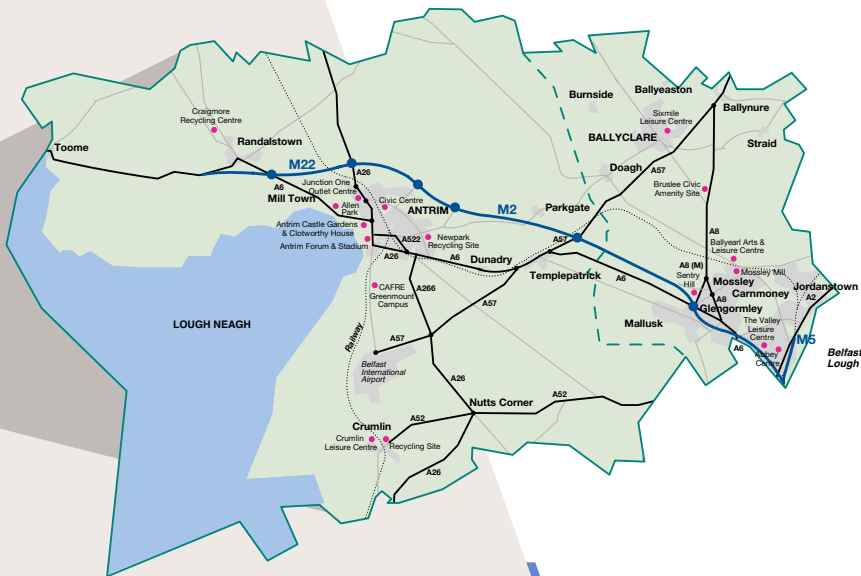 Burnside
Ballyeaston
Ballynure
Sixmile
Leisure Centre
BALLYCLARE
Straid
Craigmore
Recycling Centre
Randalstown
Toome
M22
A26
A6
Mill Town
Junction One
Outlet Centre
Allen
Park
Civic Centre
ANTRIM
M2
Doagh
A57
Parkgate
Bruslee Civic
Amenity Site
Antrim Castle Gardens
& Clotworthy House
Antrim Forum & Stadium
A26
A522
Newpark
Recycling Site
A6
Dunadry
A57
Templepatrick
A6
A8
Ballyearl Arts &
Leisure Centre
A8 (M)
Mossley Mill
Sentry
Hill
Mossley
Carnmoney
Jordanstown
A2
A8
Glengormley
Mallusk
The Valley
Leisure
Centre
Abbey
Centre
A6
M5
Belfast
Lough
CAFRE
Greenmount
Campus
A266
A57
LOUGH NEAGH
Railway
A57
Belfast
International
Airport
A26
Nutts Corner
A52
A52
Crumlin
Crumlin
Leisure Centre
Recycling Site
A26